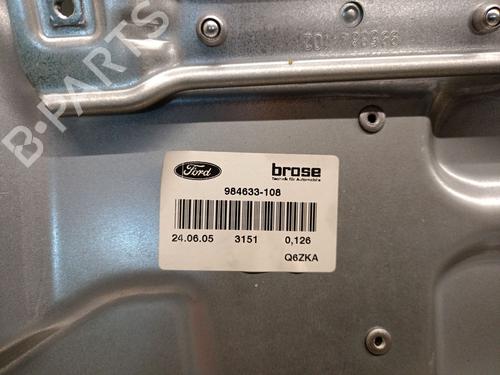 Ford
brose
Technik für Automobile
984633-108
24.06.05 3151 0,126
Q6ZKA
B-PARTS